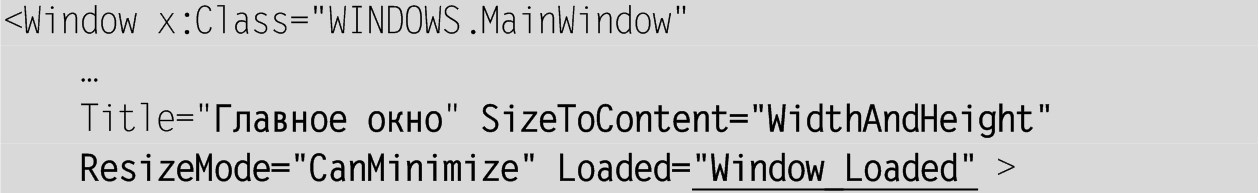 <Window x:Class="WINDOWS.MainWindow"
…
Title="Главное окно" SizeToContent="WidthAndHeight"
ResizeMode="CanMinimize" Loaded="Window_Loaded" >